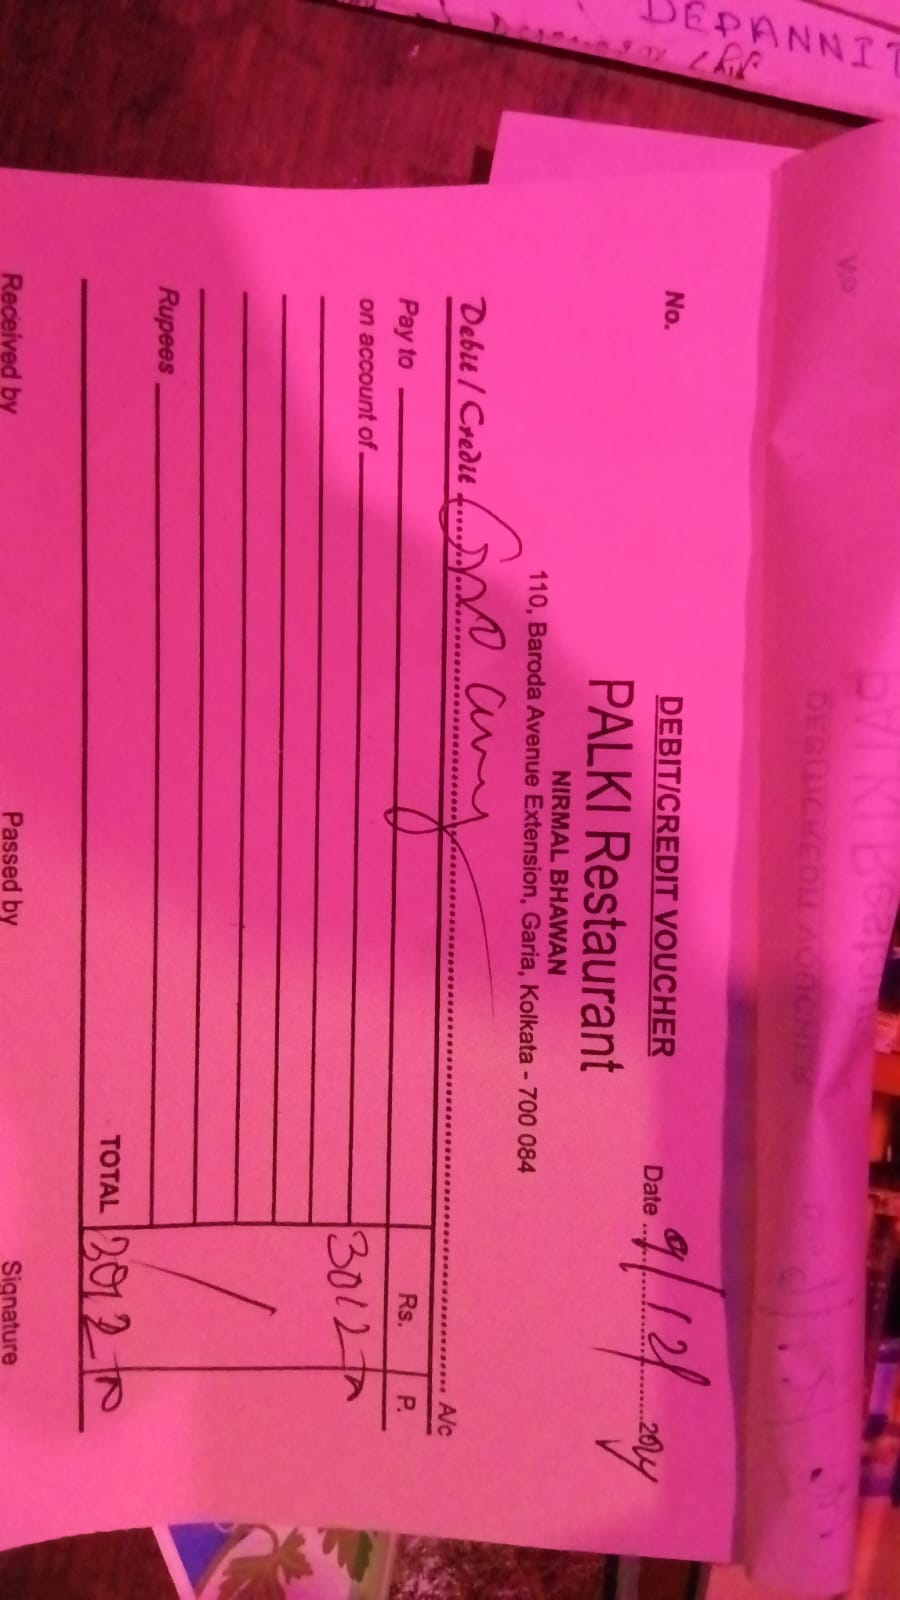 DEPANNIT
DEBIT/CREDIT VOUCHER
No.
Date 9/12/2024
PALKI Restaurant
NIRMAL BHAWAN
110, Baroda Avenue Extension, Garia, Kolkata - 700 084
Debit / Credit A/c
Pay to Rs. P.
on account of 3012
Rupees
TOTAL 3012
Received by Passed by Signature